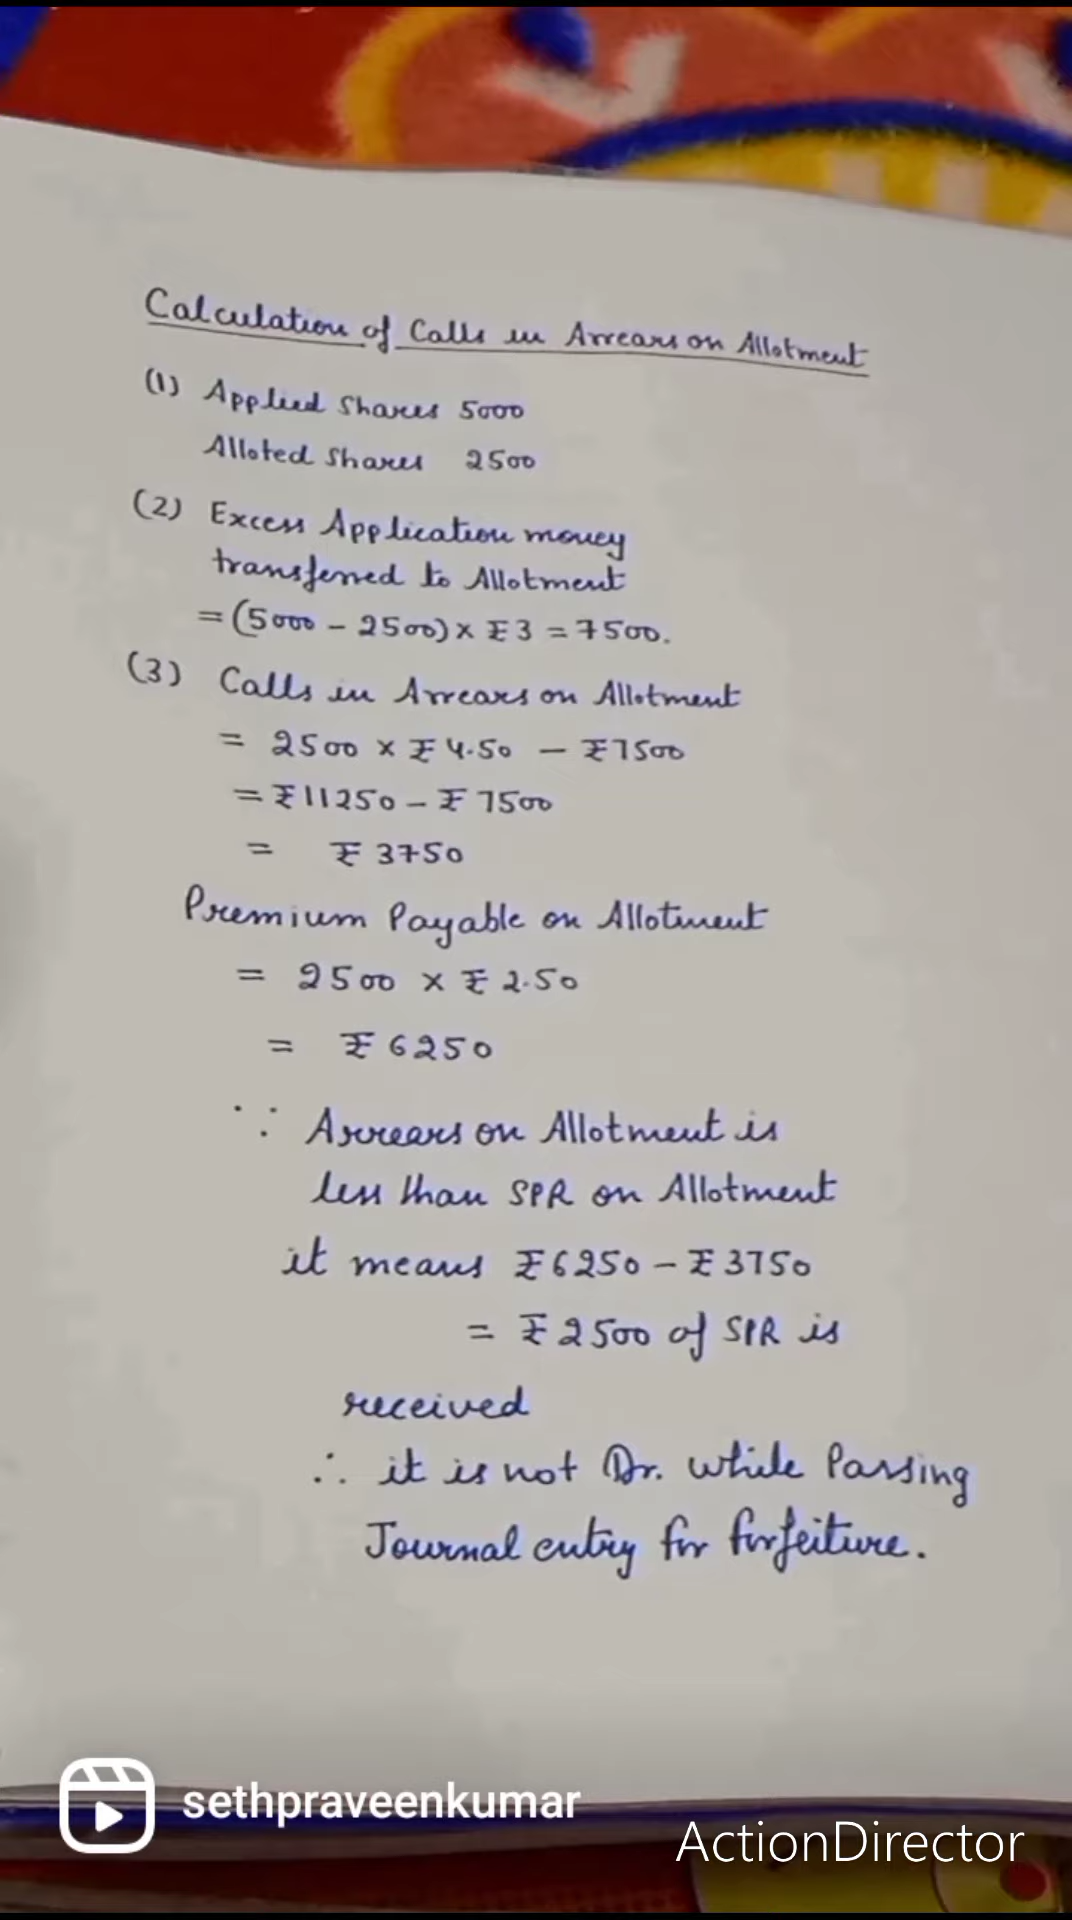 Calculation of Calls in Arrears on Allotment
(1) Applied Shares 5000
Alloted Shares 2500
(2) Excess Application money
transferred to Allotment
= (5000 - 2500) x ₹3 = 7500.
(3) Calls in Arrears on Allotment
= 2500 x ₹4.50 - ₹7500
= ₹11250 - ₹7500
= ₹3750
Premium Payable on Allotment
= 2500 x ₹2.50
= ₹6250
∵ Arrears on Allotment is
less than SPR on Allotment
it means ₹6250 - ₹3750
= ₹2500 of SPR is
received
∴ it is not Dr. while Passing
Journal entry for forfeiture.
sethpraveenkumar
ActionDirector